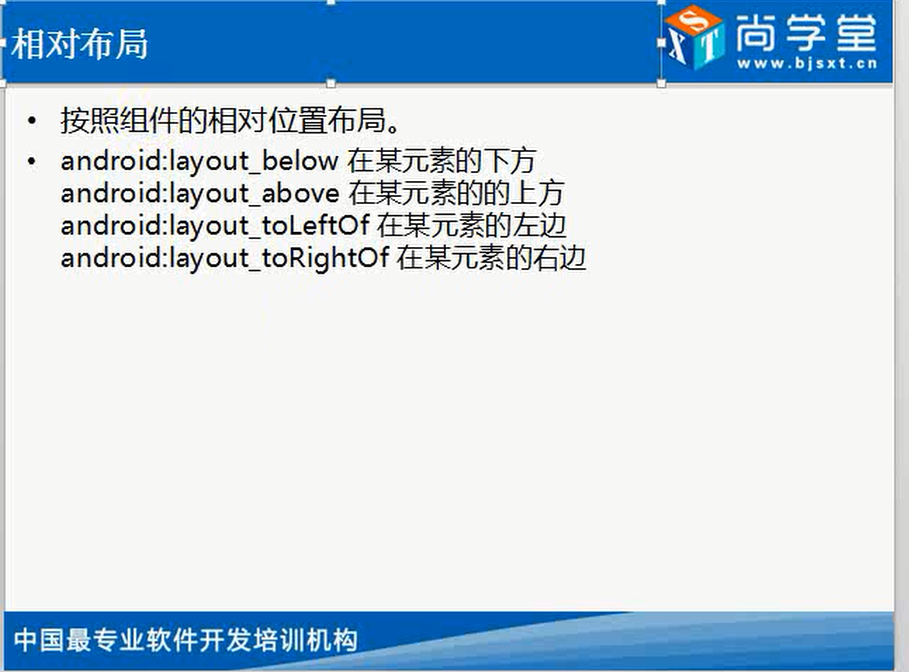 相对布局
SXT
尚学堂
www.bjsxt.cn
• 按照组件的相对位置布局。
• android:layout_below 在某元素的下方
android:layout_above 在某元素的的上方
android:layout_toLeftOf 在某元素的左边
android:layout_toRightOf 在某元素的右边
中国最专业软件开发培训机构